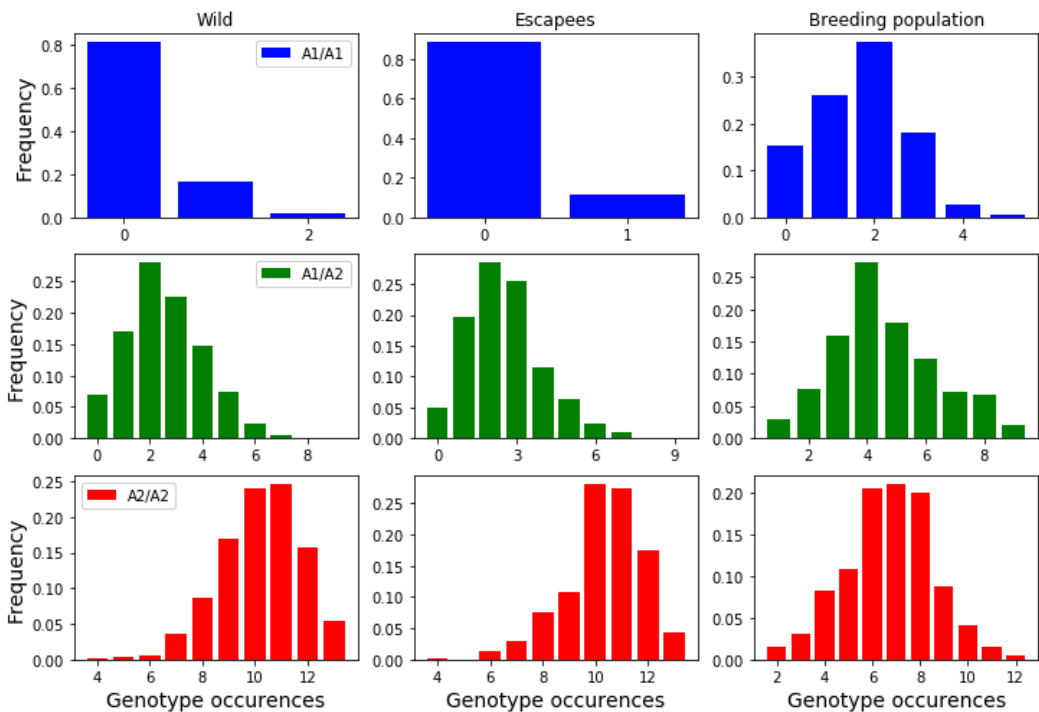 Wild Escapees Breeding population
Frequency
0.8 0.6 0.4 0.2 0.0
A1/A1
0 2
0.8 0.6 0.4 0.2 0.0
0 1
0.3 0.2 0.1 0.0
0 2 4
Frequency
0.25 0.20 0.15 0.10 0.05 0.00
A1/A2
0 2 4 6 8
0.25 0.20 0.15 0.10 0.05 0.00
0 3 6 9
0.25 0.20 0.15 0.10 0.05 0.00
2 4 6 8
Frequency
0.25 0.20 0.15 0.10 0.05 0.00
A2/A2
4 6 8 10 12
0.25 0.20 0.15 0.10 0.05 0.00
4 6 8 10 12
0.20 0.15 0.10 0.05 0.00
2 4 6 8 10 12
Genotype occurences Genotype occurences Genotype occurences